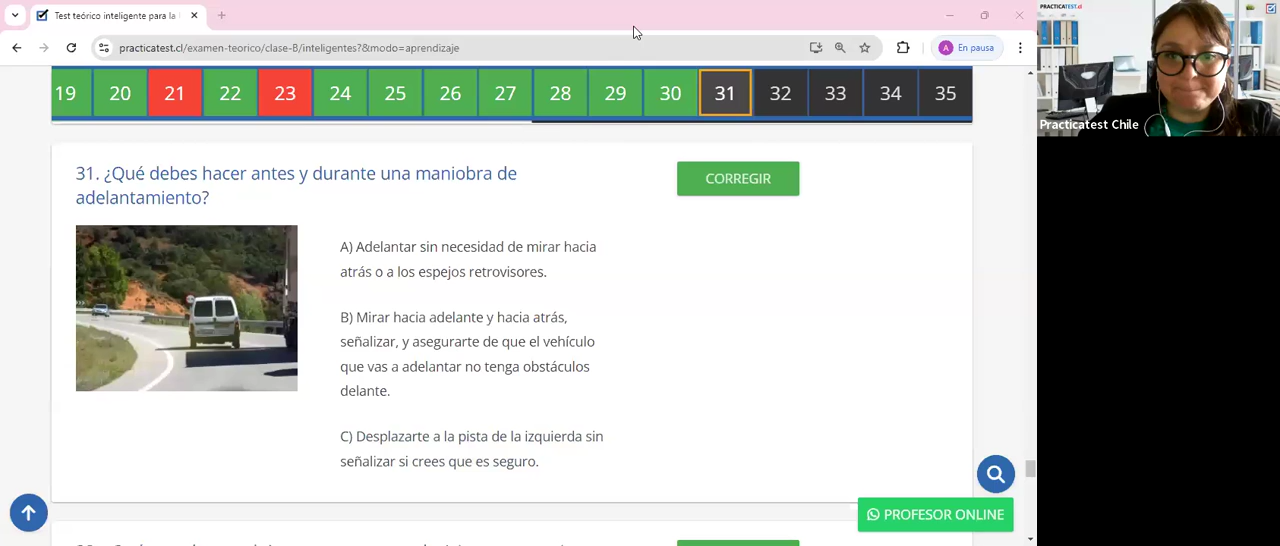 Test teórico inteligente para la
practicatest.cl/examen-teorico/clase-B/inteligentes?&modo=aprendizaje
A
En pausa
19 20 21 22 23 24 25 26 27 28 29 30 31 32 33 34 35
31. ¿Qué debes hacer antes y durante una maniobra de
adelantamiento?
CORREGIR
A) Adelantar sin necesidad de mirar hacia
atrás o a los espejos retrovisores.
B) Mirar hacia adelante y hacia atrás,
señalizar, y asegurarte de que el vehículo
que vas a adelantar no tenga obstáculos
delante.
C) Desplazarte a la pista de la izquierda sin
señalizar si crees que es seguro.
PROFESOR ONLINE
PRACTICATEST.cl
Practicatest Chile